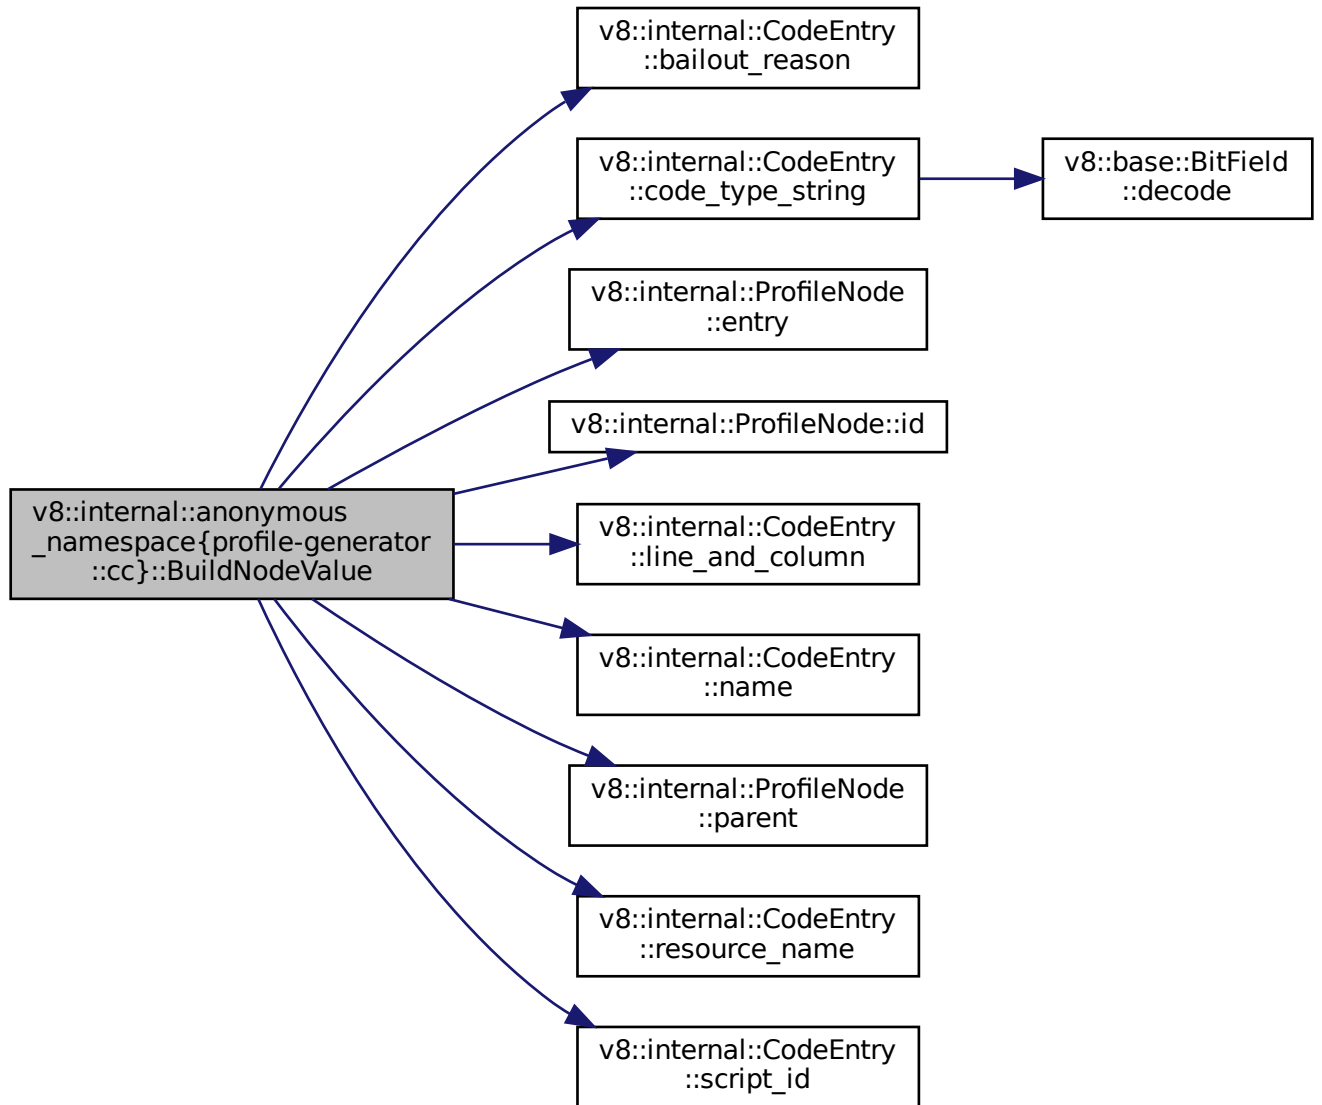 v8::internal::CodeEntry
::bailout_reason
v8::internal::CodeEntry
::code_type_string
v8::base::BitField
::decode
v8::internal::ProfileNode
::entry
v8::internal::ProfileNode::id
v8::internal::anonymous
_namespace{profile-generator
::cc}::BuildNodeValue
v8::internal::CodeEntry
::line_and_column
v8::internal::CodeEntry
::name
v8::internal::ProfileNode
::parent
v8::internal::CodeEntry
::resource_name
v8::internal::CodeEntry
::script_id